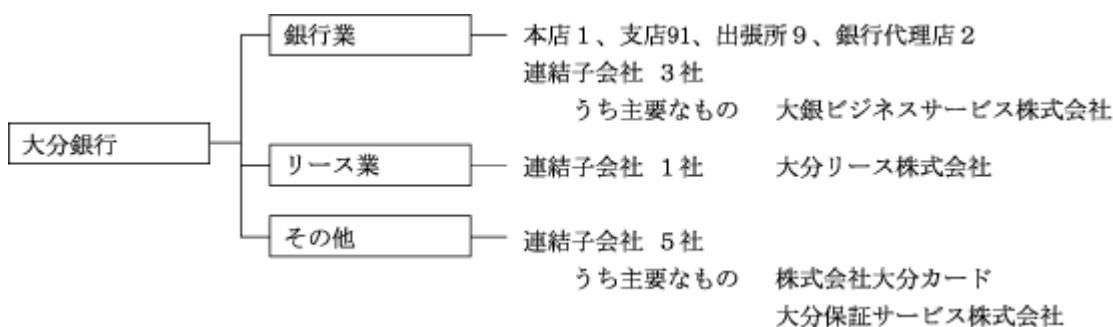 銀行業 本店１、支店91、出張所９、銀行代理店２
連結子会社 ３社
うち主要なもの 大銀ビジネスサービス株式会社
大分銀行
リース業 連結子会社 １社 大分リース株式会社
その他 連結子会社 ５社
うち主要なもの 株式会社大分カード
大分保証サービス株式会社